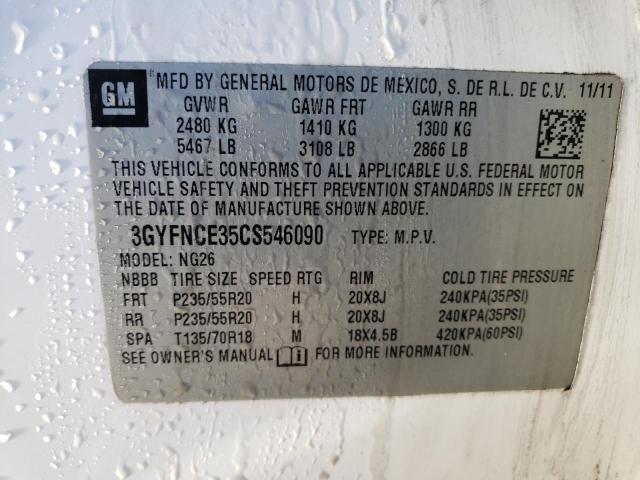 GM
® MFD BY GENERAL MOTORS DE MEXICO, S. DE R.L. DE C.V. 11/11
GVWR GAWR FRT GAWR RR
2480 KG 1410 KG 1300 KG
5467 LB 3108 LB 2866 LB
THIS VEHICLE CONFORMS TO ALL APPLICABLE U.S. FEDERAL MOTOR
VEHICLE SAFETY AND THEFT PREVENTION STANDARDS IN EFFECT ON
THE DATE OF MANUFACTURE SHOWN ABOVE.
3GYFNCE35CS546090 TYPE: M.P.V.
MODEL: NG26
NBBB TIRE SIZE SPEED RTG RIM COLD TIRE PRESSURE
FRT P235/55R20 H 20X8J 240KPA(35PSI)
RR P235/55R20 H 20X8J 240KPA(35PSI)
SPA T135/70R18 M 18X4.5B 420KPA(60PSI)
SEE OWNER'S MANUAL i FOR MORE INFORMATION.